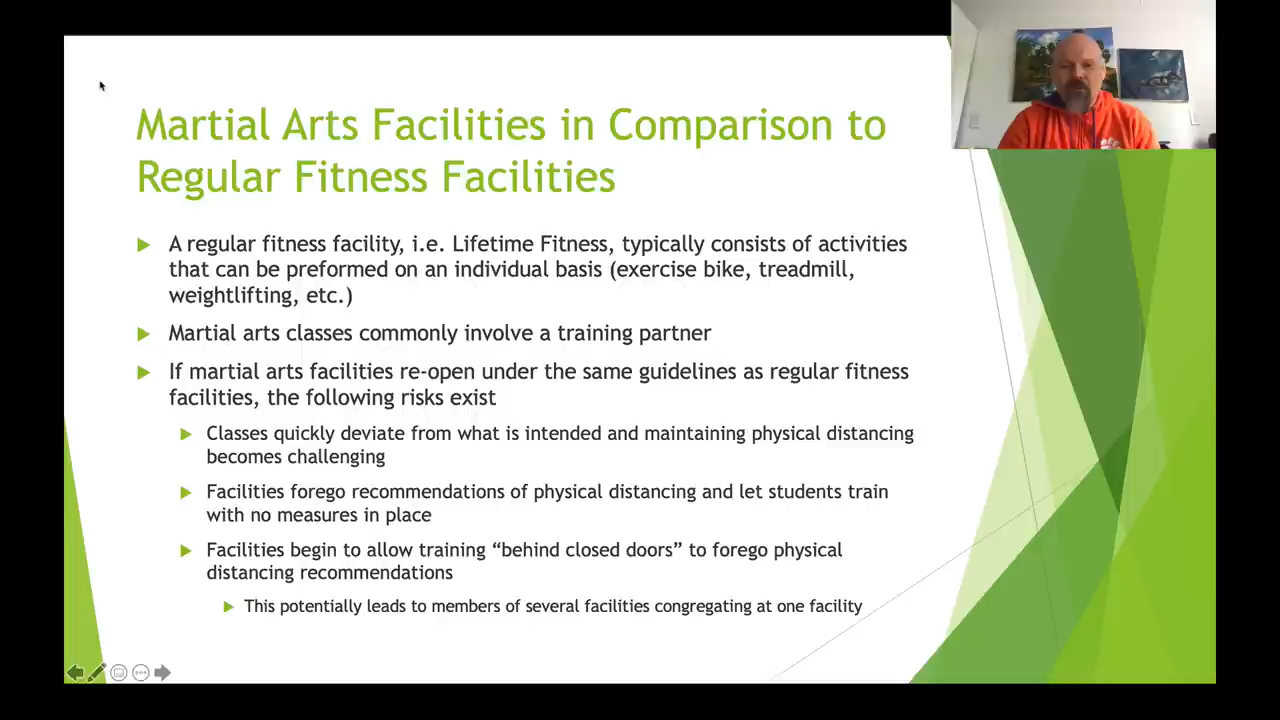 Martial Arts Facilities in Comparison to
Regular Fitness Facilities
A regular fitness facility, i.e. Lifetime Fitness, typically consists of activities
that can be preformed on an individual basis (exercise bike, treadmill,
weightlifting, etc.)
Martial arts classes commonly involve a training partner
If martial arts facilities re-open under the same guidelines as regular fitness
facilities, the following risks exist
Classes quickly deviate from what is intended and maintaining physical distancing
becomes challenging
Facilities forego recommendations of physical distancing and let students train
with no measures in place
Facilities begin to allow training “behind closed doors” to forego physical
distancing recommendations
This potentially leads to members of several facilities congregating at one facility